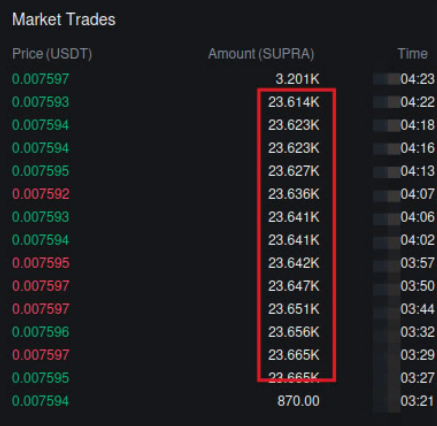 Market Trades
Price (USDT) Amount (SUPRA) Time
0.007597 3.201K 04:23
0.007593 23.614K 04:22
0.007594 23.623K 04:18
0.007594 23.623K 04:16
0.007595 23.627K 04:13
0.007592 23.636K 04:07
0.007593 23.641K 04:06
0.007594 23.641K 04:02
0.007595 23.642K 03:57
0.007597 23.647K 03:50
0.007597 23.651K 03:44
0.007596 23.656K 03:32
0.007597 23.665K 03:29
0.007595 23.665K 03:27
0.007594 870.00 03:21